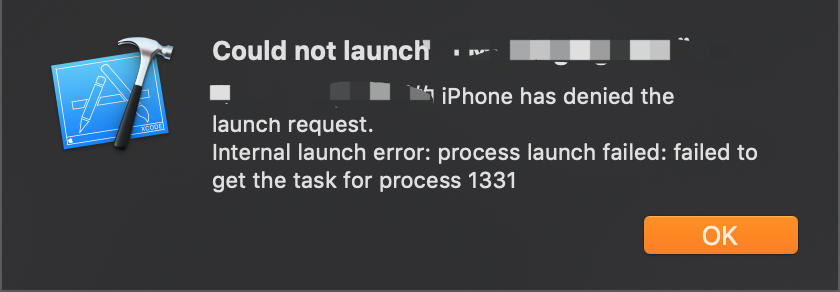 Could not launch
iPhone has denied the
launch request.
Internal launch error: process launch failed: failed to
get the task for process 1331
OK
XCODE